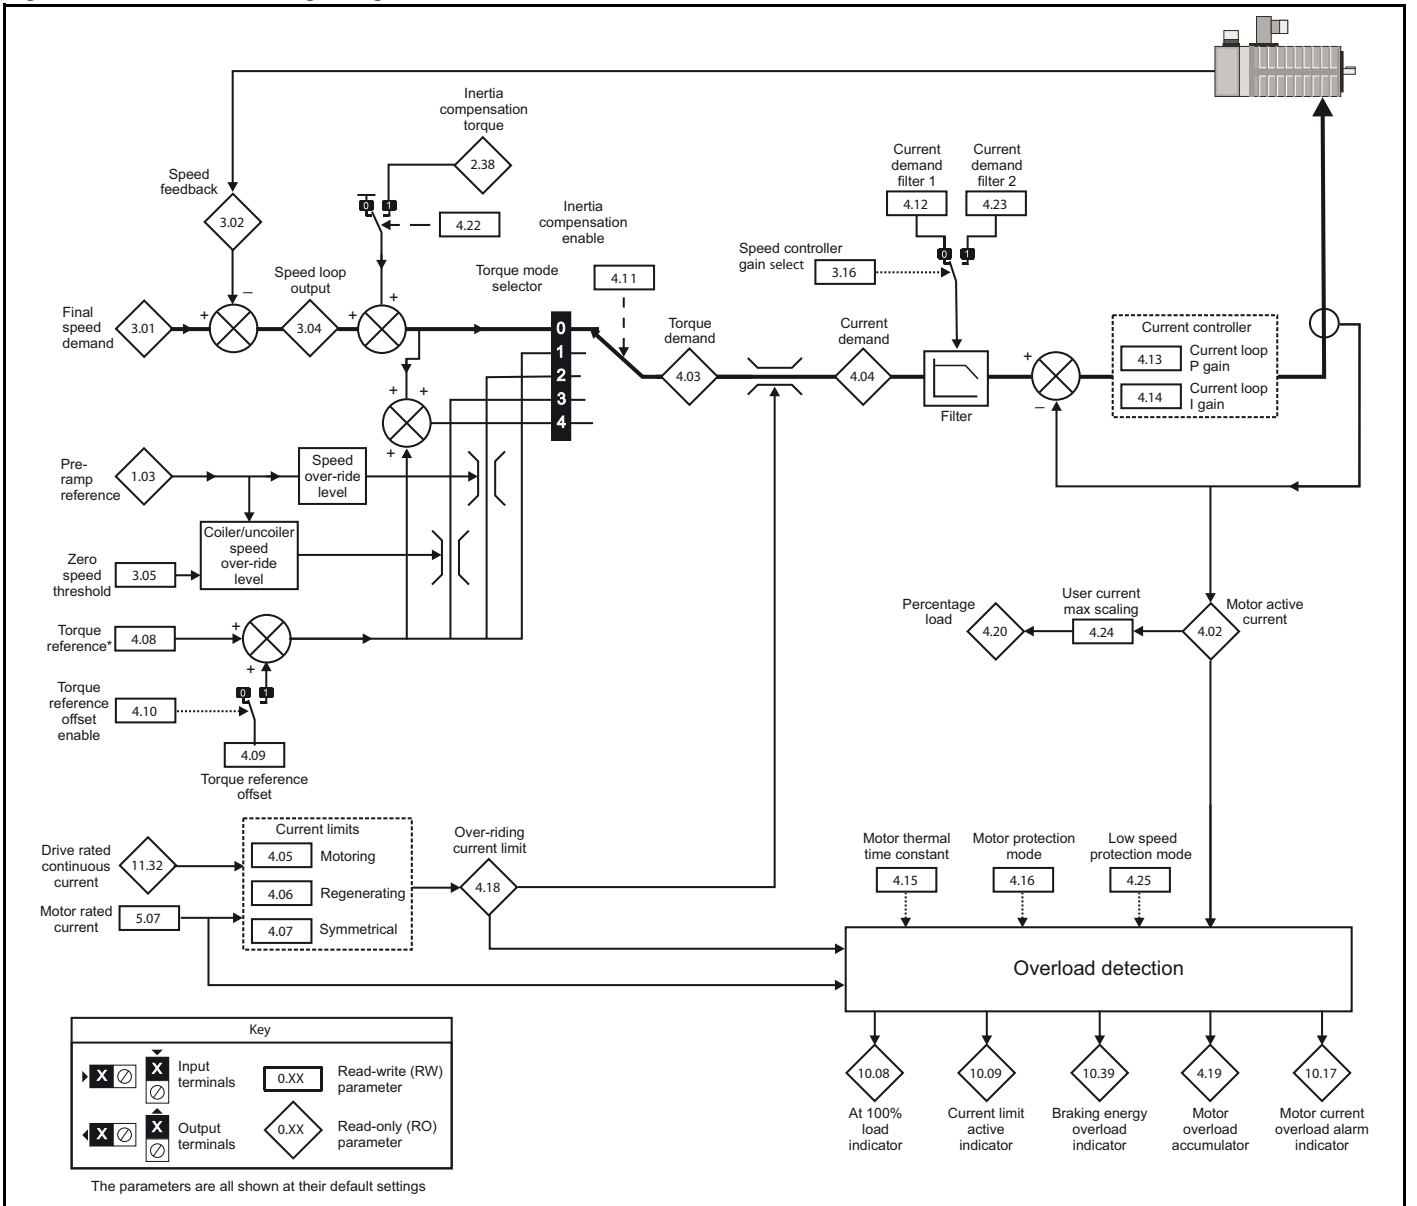 Inertia
compensation
torque
2.38
Speed
feedback
3.02
0 1
4.22
Inertia
compensation
enable
Current
demand
filter 1
4.12
Current
demand
filter 2
4.23
0 1
Speed controller
gain select
3.16
Final
speed
demand
3.01
+
–
Speed loop
output
3.04
+
+
Torque mode
selector
4.11
0
1
2
3
4
Torque
demand
4.03
Current
demand
4.04
Filter
+
–
Current controller
4.13
Current loop
P gain
4.14
Current loop
I gain
+ +
+
Pre-
ramp
reference
1.03
Speed
over-ride
level
Coiler/uncoiler
speed
over-ride
level
Zero
speed
threshold
3.05
Torque
reference*
4.08
+
+
0 1
Torque
reference
offset
enable
4.10
4.09
Torque reference
offset
Percentage
load
4.20
User current
max scaling
4.24
4.02
Motor active
current
Drive rated
continuous
current
11.32
Motor rated
current
5.07
Current limits
4.05 Motoring
4.06 Regenerating
4.07 Symmetrical
Over-riding
current limit
4.18
Motor thermal
time constant
4.15
Motor protection
mode
4.16
Low speed
protection mode
4.25
Overload detection
10.08
At 100%
load
indicator
10.09
Current limit
active
indicator
10.39
Braking energy
overload
indicator
4.19
Motor
overload
accumulator
10.17
Motor current
overload alarm
indicator
Key
X
X
Input
terminals
0.XX
Read-write (RW)
parameter
X
X
Output
terminals
0.XX
Read-only (RO)
parameter
The parameters are all shown at their default settings